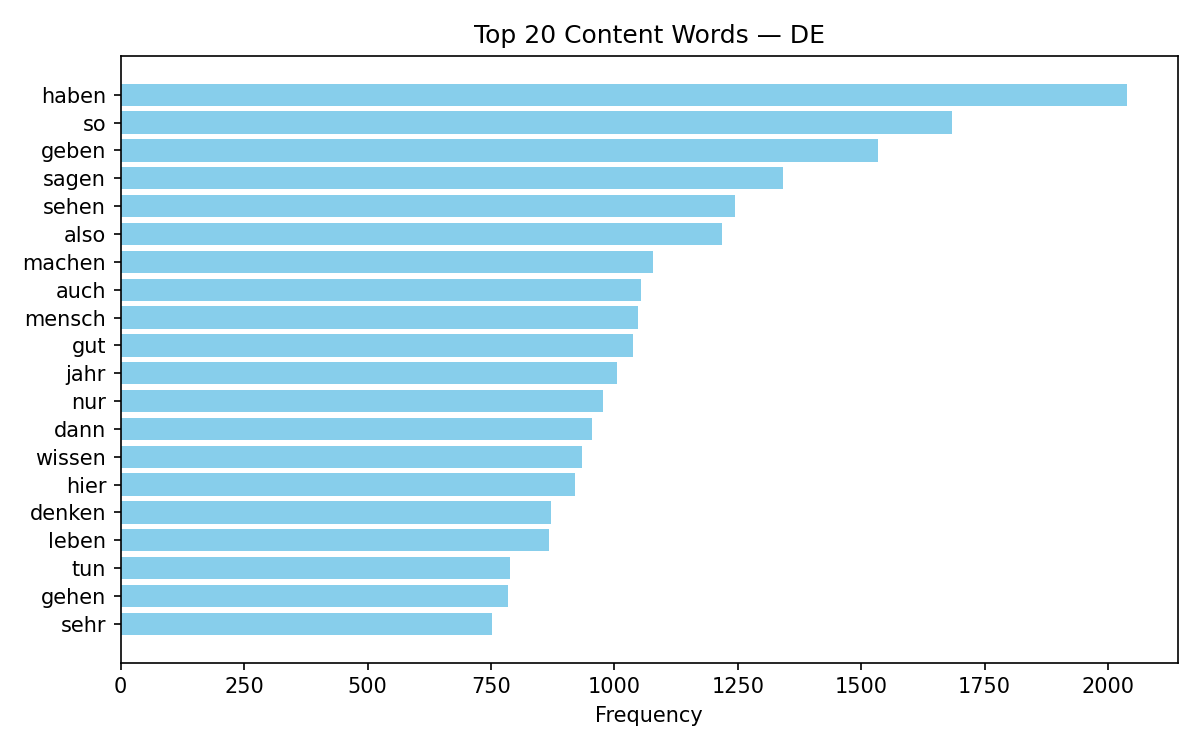 Top 20 Content Words — DE
haben
so
geben
sagen
sehen
also
machen
auch
mensch
gut
jahr
nur
dann
wissen
hier
denken
leben
tun
gehen
sehr
0 250 500 750 1000 1250 1500 1750 2000
Frequency